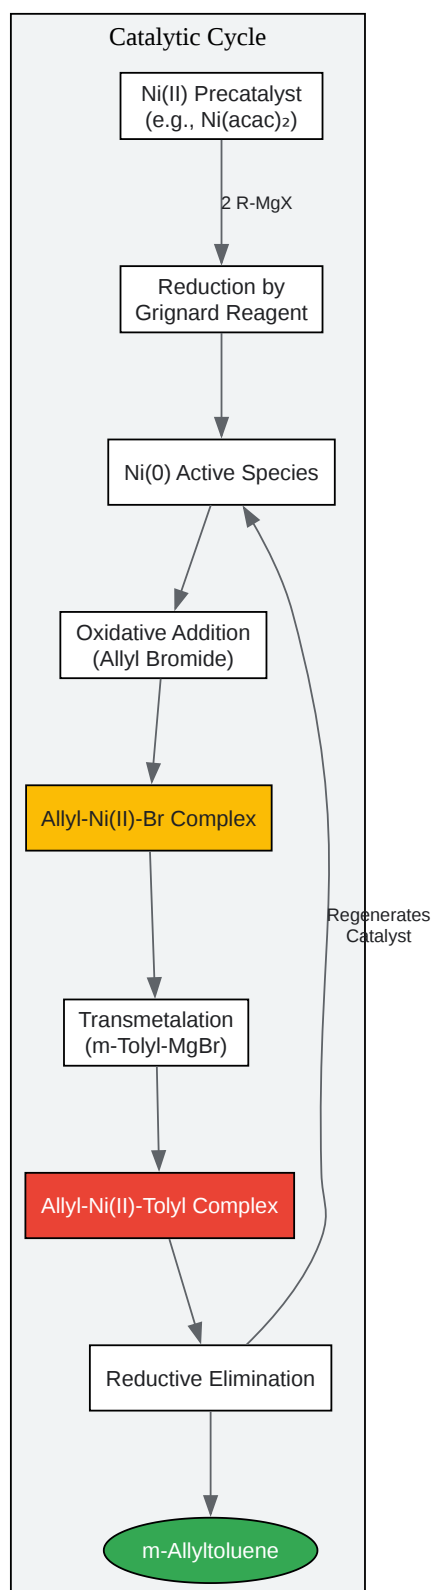 Catalytic Cycle
Ni(II) Precatalyst
(e.g., Ni(acac)₂)
2 R-MgX
Reduction by
Grignard Reagent
Ni(0) Active Species
Oxidative Addition
(Allyl Bromide)
Allyl-Ni(II)-Br Complex
Regenerates
Catalyst
Transmetalation
(m-Tolyl-MgBr)
Allyl-Ni(II)-Tolyl Complex
Reductive Elimination
m-Allyltoluene